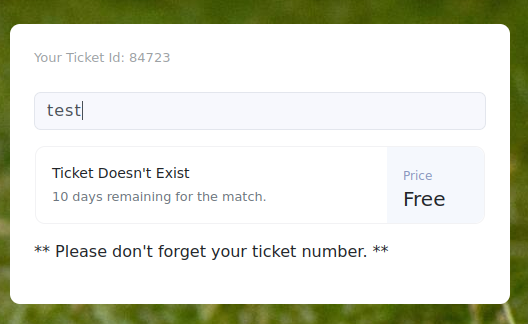 Your Ticket Id: 84723
test
Ticket Doesn't Exist
10 days remaining for the match.
Price
Free
** Please don't forget your ticket number. **